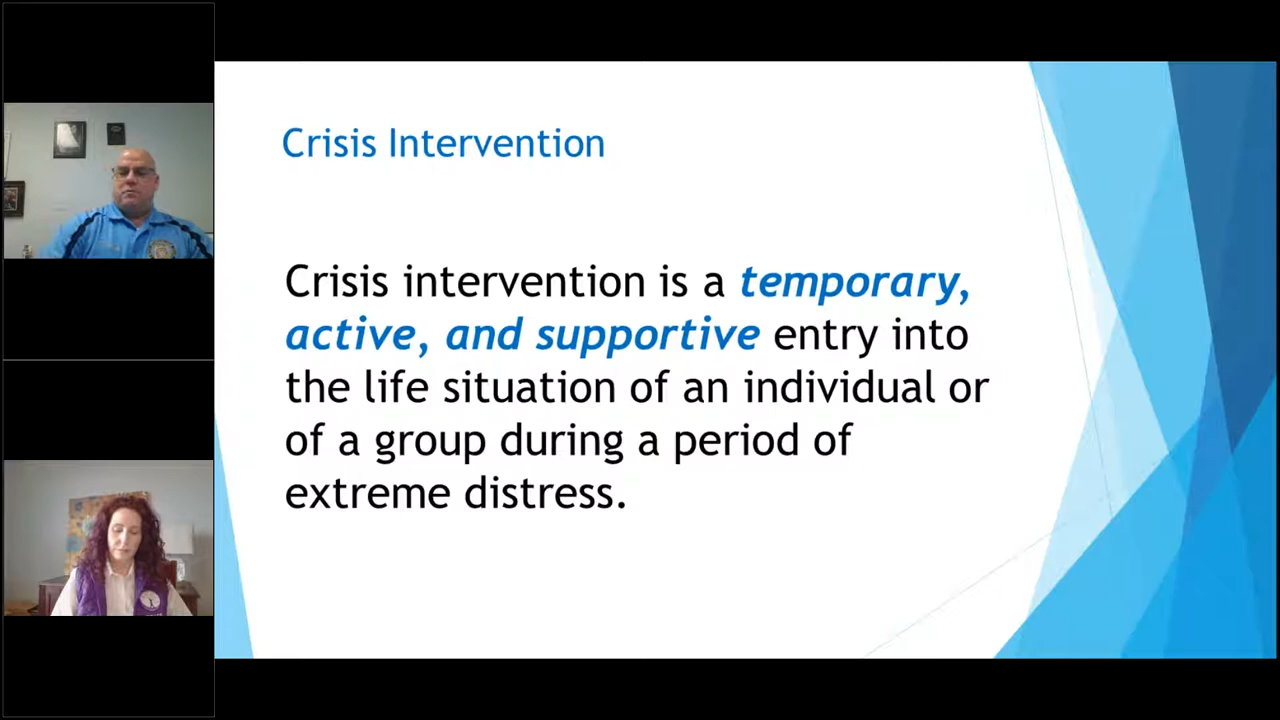 Crisis Intervention
Crisis intervention is a temporary,
active, and supportive entry into
the life situation of an individual or
of a group during a period of
extreme distress.